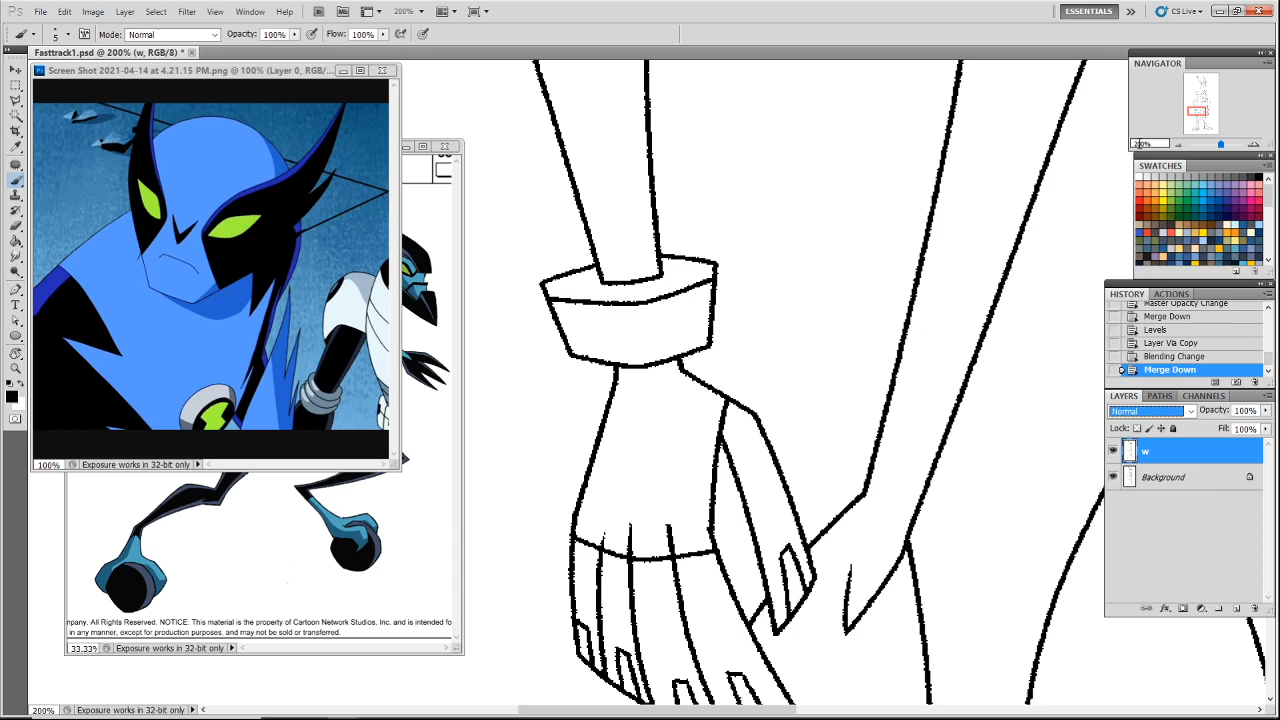 Ps File Edit Image Layer Select Filter View Window Help Br Mb 200% ESSENTIALS CS Live
5 Mode: Normal Opacity: 100% Flow: 100%
Fasttrack1.psd @ 200% (w, RGB/8) *
Screen Shot 2021-04-14 at 4.21.15 PM.png @ 100% (Layer 0, RGB/...
100% Exposure works in 32-bit only
mpany. All Rights Reserved. NOTICE: This material is the property of Cartoon Network Studios, Inc. and is intended fo
in any manner, except for production purposes, and may not be sold or transferred.
33.33% Exposure works in 32-bit only
200% Exposure works in 32-bit only
NAVIGATOR
200%
SWATCHES
HISTORY ACTIONS
Master Opacity Change
Merge Down
Levels
Layer Via Copy
Blending Change
Merge Down
LAYERS PATHS CHANNELS
Normal Opacity: 100%
Lock: Fill: 100%
w
Background